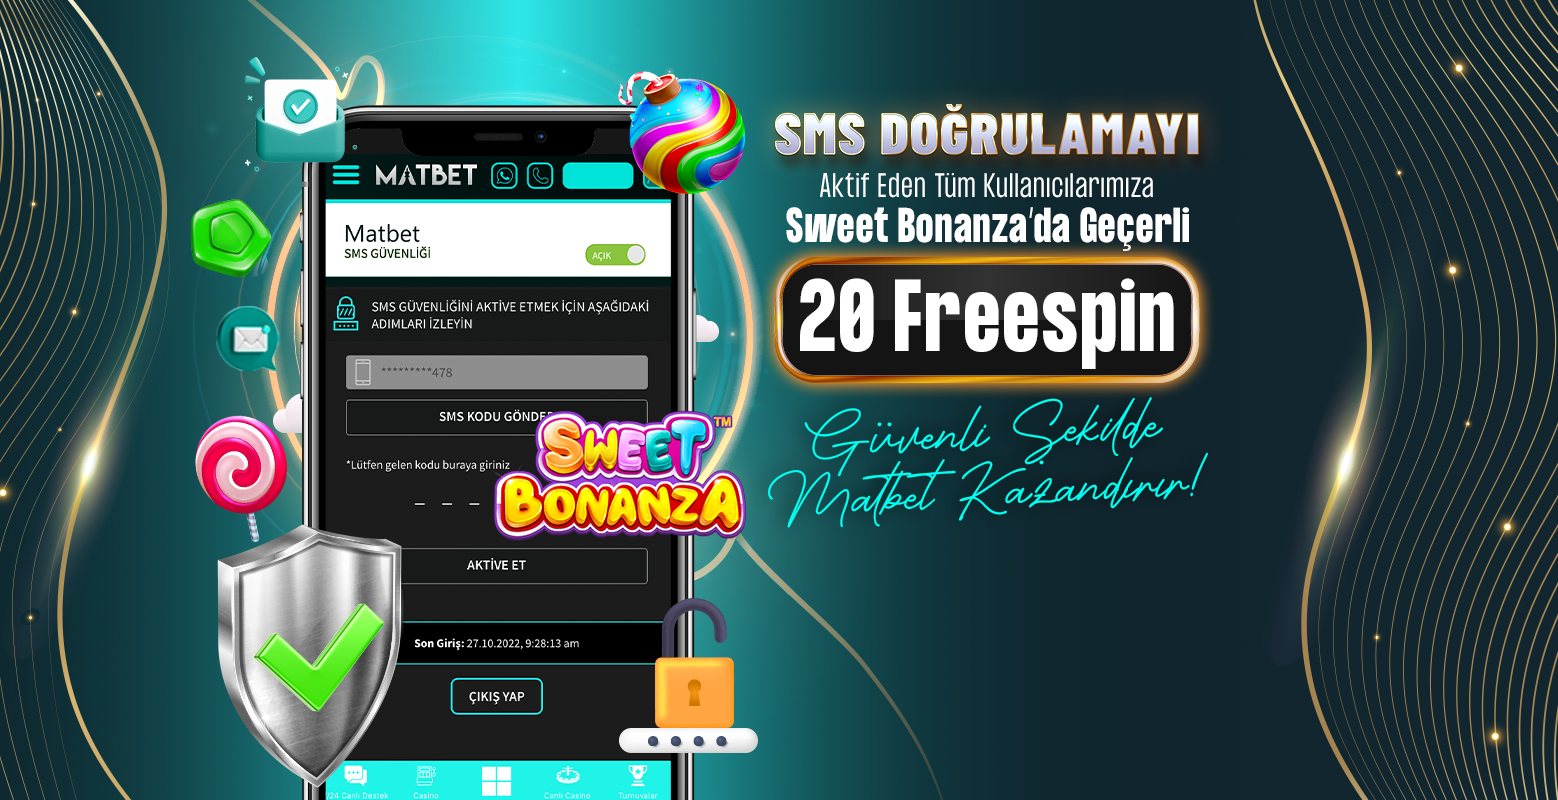 MATBET
Matbet
SMS GÜVENLİĞİ
AÇIK
SMS GÜVENLİĞİNİ AKTİVE ETMEK İÇİN AŞAĞIDAKİ
ADIMLARI İZLEYİN
*********478
SMS KODU GÖNDER
*Lütfen gelen kodu buraya giriniz
SWEET TM
BONANZA
AKTİVE ET
Son Giriş: 27.10.2022, 9:28:13 am
ÇIKIŞ YAP
/24 Canlı Destek
Casino
Canlı Casino
Turnuvalar
SMS DOĞRULAMAYI
Aktif Eden Tüm Kullanıcılarımıza
Sweet Bonanza'da Geçerli
20 Freespin
Güvenli Şekilde
Matbet Kazandırır!